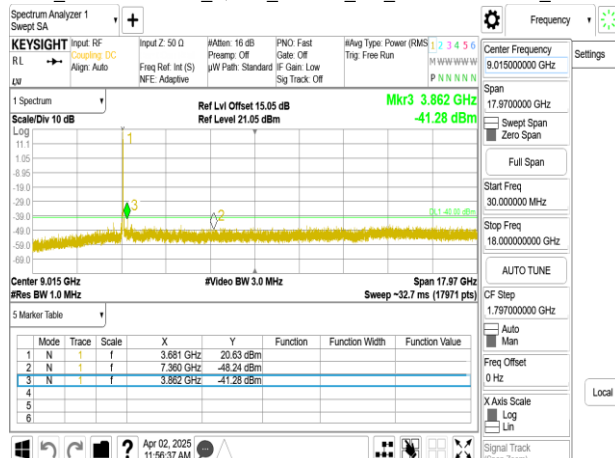 Spectrum Analyzer 1
Swept SA
+
Frequency
KEYSIGHT Input: RF Input Z: 50 Ω #Atten: 16 dB PNO: Fast #Avg Type: Power (RMS 1 2 3 4 5 6
RL Coupling: DC Preamp: Off Gate: Off Trig: Free Run M W W W W W
Align: Auto Freq Ref: Int (S) µW Path: Standard IF Gain: Low
NFE: Adaptive Sig Track: Off P N N N N N
Center Frequency
9.015000000 GHz
Settings
Span
17.9700000 GHz
Swept Span
Zero Span
Full Span
Start Freq
30.000000 MHz
Stop Freq
18.000000000 GHz
AUTO TUNE
CF Step
1.797000000 GHz
Auto
Man
Freq Offset
0 Hz
X Axis Scale
Log
Lin
Local
Signal Track
1 Spectrum
Scale/Div 10 dB
Ref Lvl Offset 15.05 dB
Ref Level 21.05 dBm
Mkr3 3.862 GHz
-41.28 dBm
Log
11.1
1.05
-8.95
-19.0
-29.0
-39.0
-49.0
-59.0
-69.0
1
3
2
DL1 -40.00 dBm
Center 9.015 GHz #Video BW 3.0 MHz Span 17.97 GHz
#Res BW 1.0 MHz Sweep ~32.7 ms (17971 pts)
5 Marker Table
Mode Trace Scale X Y Function Function Width Function Value
1 N 1 f 3.681 GHz 20.63 dBm
2 N 1 f 7.360 GHz -48.24 dBm
3 N 1 f 3.862 GHz -41.28 dBm
4
5
6
? Apr 02, 2025
11:56:37 AM